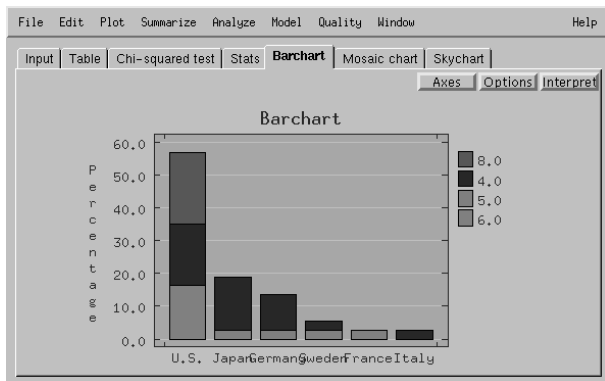 File Edit Plot Summarize Analyze Model Quality Window Help
Input Table Chi-squared test Stats Barchart Mosaic chart Skychart
Axes Options Interpret
Barchart
Percentage
60.0
50.0
40.0
30.0
20.0
10.0
0.0
8.0
4.0
5.0
6.0
U.S. Japan Germany Sweden France Italy